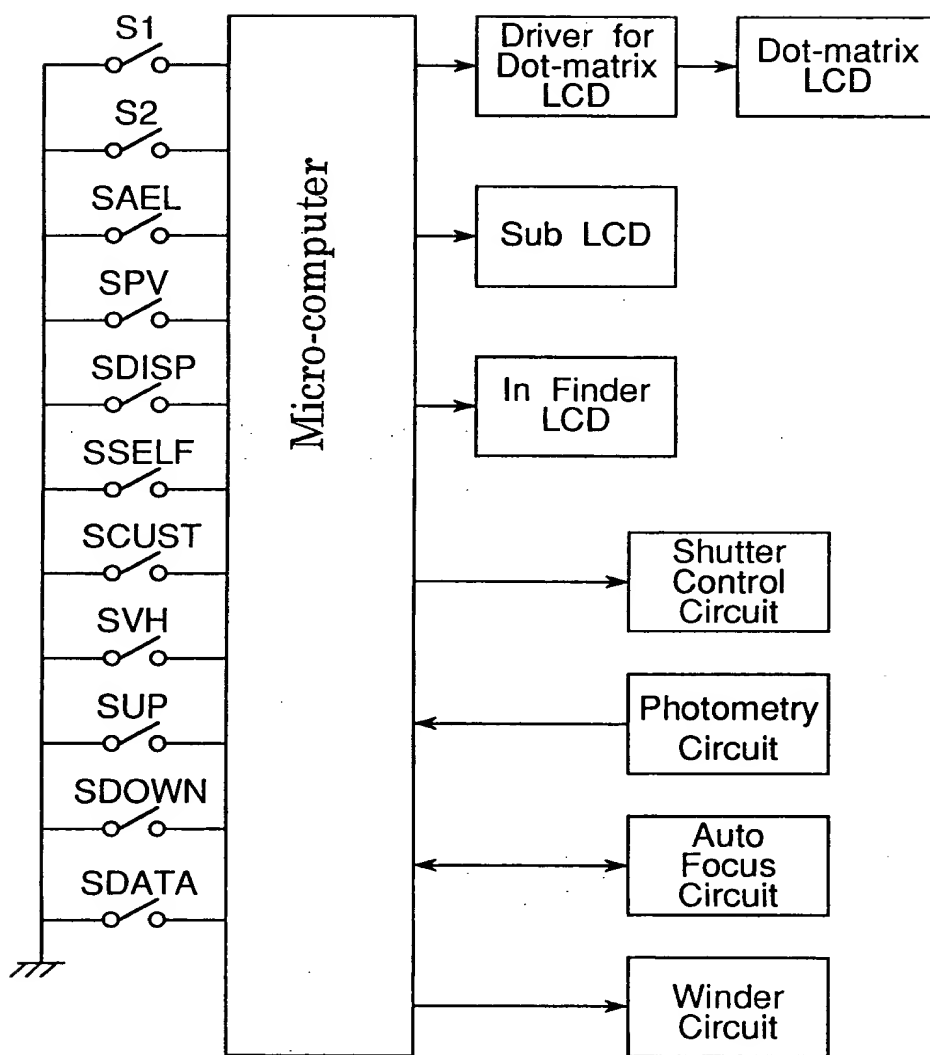 S1
S2
SAEL
SPV
SDISP
SSELF
SCUST
SVH
SUP
SDOWN
SDATA
Micro-computer
Driver for
Dot-matrix
LCD
Dot-matrix
LCD
Sub LCD
In Finder
LCD
Shutter
Control
Circuit
Photometry
Circuit
Auto
Focus
Circuit
Winder
Circuit